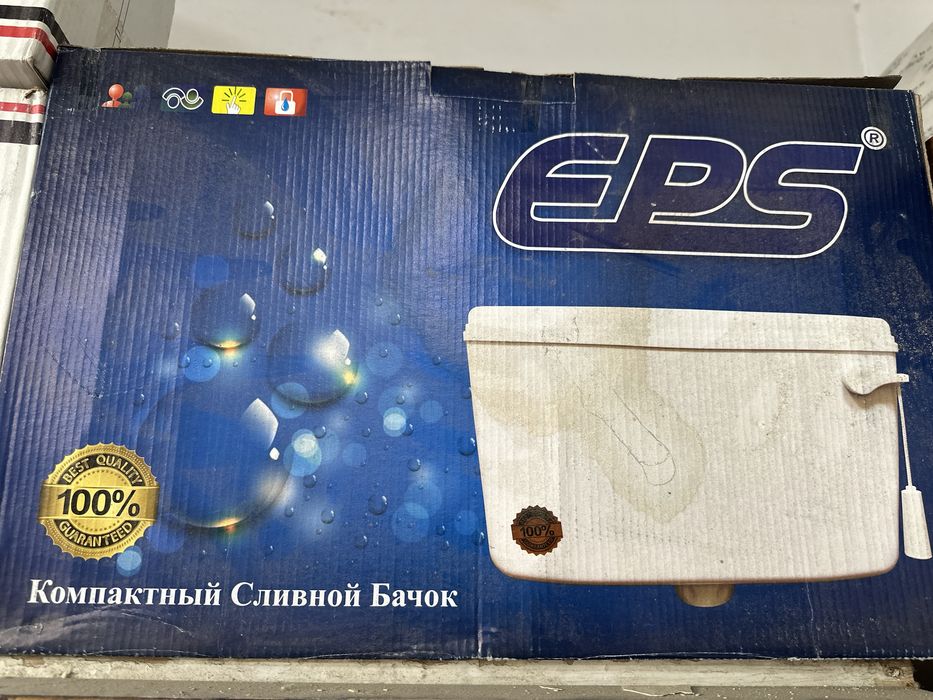 EPS®
BEST QUALITY
100%
GUARANTEED
100%
Компактный Сливной Бачок